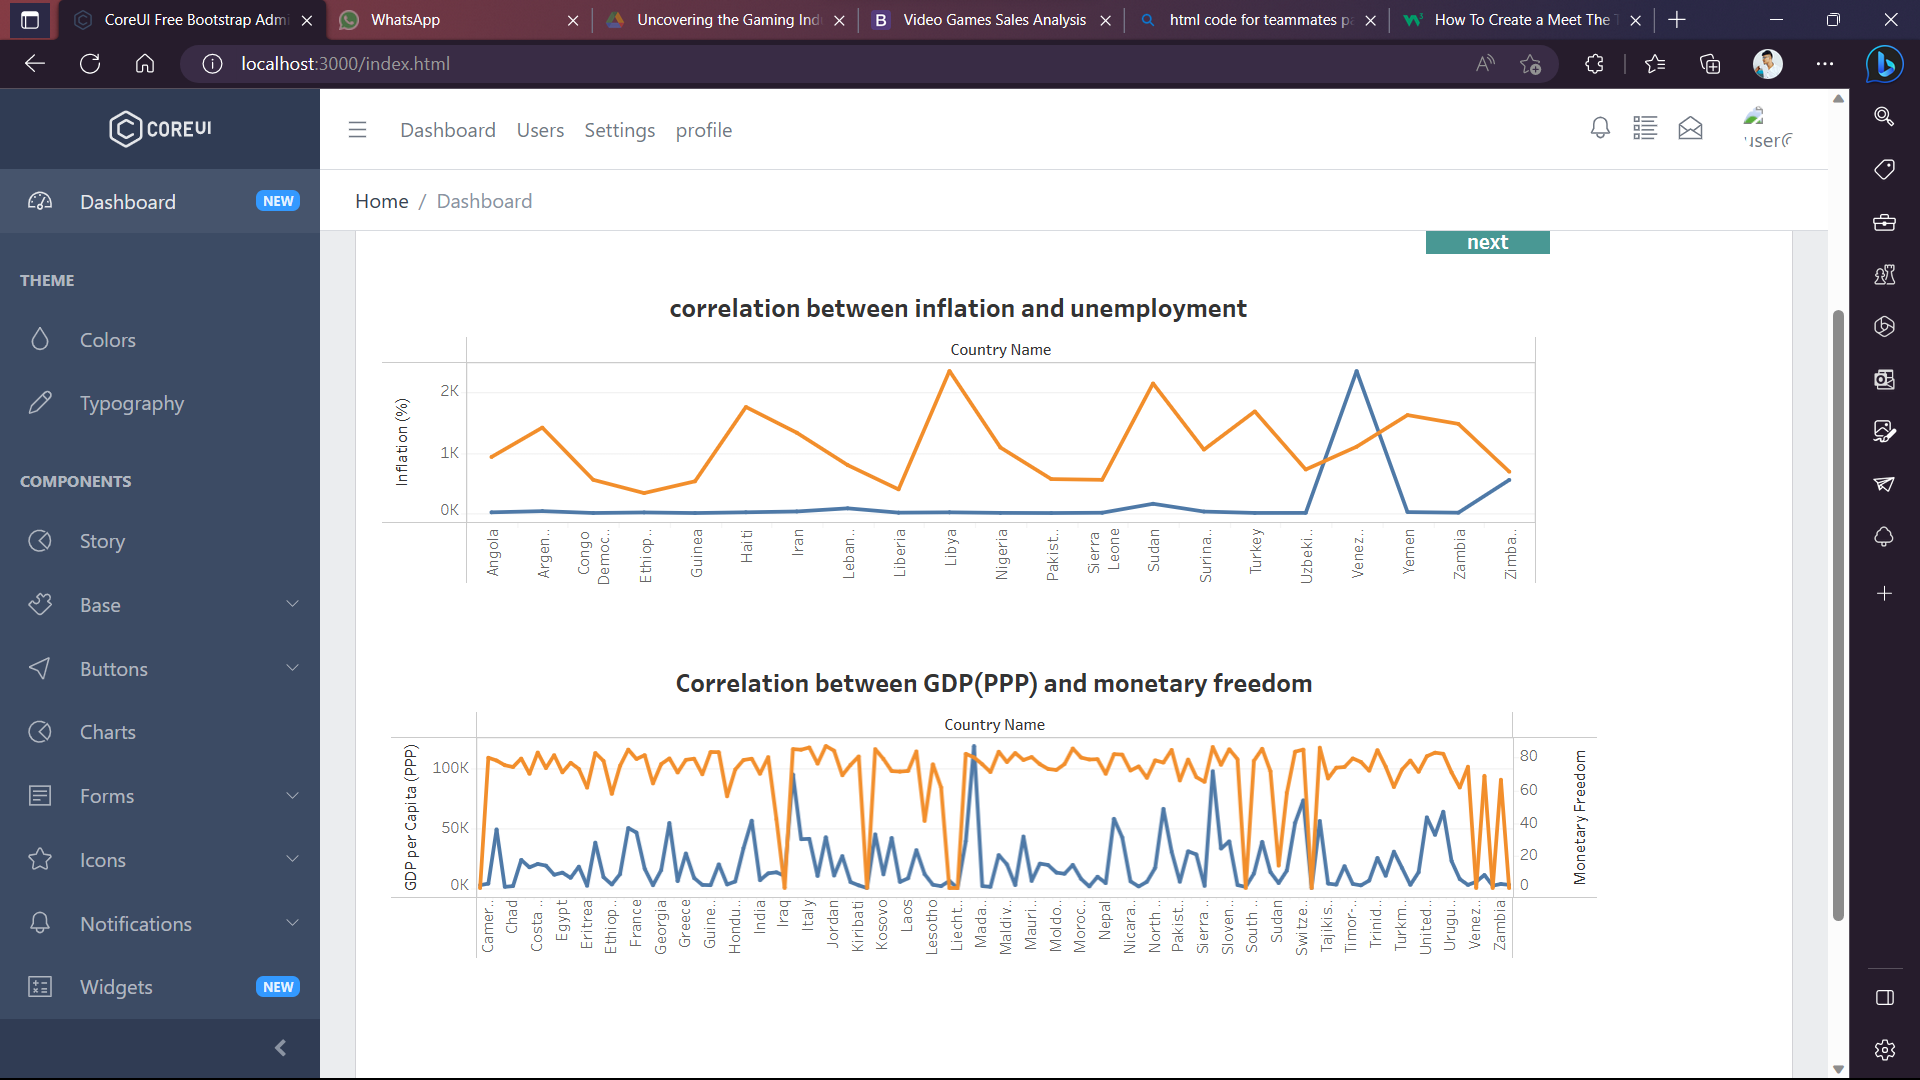 CoreUI Free Bootstrap Admi
WhatsApp
Uncovering the Gaming Ind
Video Games Sales Analysis
html code for teammates pa
How To Create a Meet The T
localhost:3000/index.html
COREUI
Dashboard NEW
THEME
Colors
Typography
COMPONENTS
Story
Base
Buttons
Charts
Forms
Icons
Notifications
Widgets NEW
Dashboard Users Settings profile
Home / Dashboard
next
correlation between inflation and unemployment
Country Name
Inflation (%)
2K
1K
0K
Angola
Argen..
Congo
Democ..
Ethiop..
Guinea
Haiti
Iran
Leban..
Liberia
Libya
Nigeria
Pakist..
Sierra
Leone
Sudan
Surina..
Turkey
Uzbeki..
Venez..
Yemen
Zambia
Zimba..
Correlation between GDP(PPP) and monetary freedom
Country Name
GDP per Capita (PPP)
100K
50K
0K
80
60
40
20
0
Monetary Freedom
Camer..
Chad
Costa ..
Egypt
Eritrea
Ethiop..
France
Georgia
Greece
Guine..
Hondu..
India
Iraq
Italy
Jordan
Kiribati
Kosovo
Laos
Lesotho
Liecht..
Mada..
Maldiv..
Mauri..
Moldo..
Moroc..
Nepal
Nicara..
North ..
Pakist..
Sierra ..
Sloven..
South ..
Sudan
Switze..
Tajikis..
Timor-..
Trinid..
Turkm..
United..
Urugu..
Venez..
Zambia